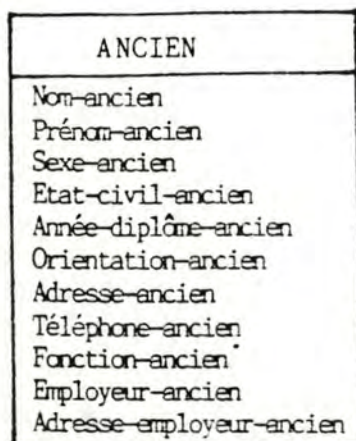 ANCIEN
Nom-ancien
Prénom-ancien
Sexe-ancien
Etat-civil-ancien
Année-diplôme-ancien
Orientation-ancien
Adresse-ancien
Téléphone-ancien
Fonction-ancien
Employeur-ancien
Adresse-employeur-ancien